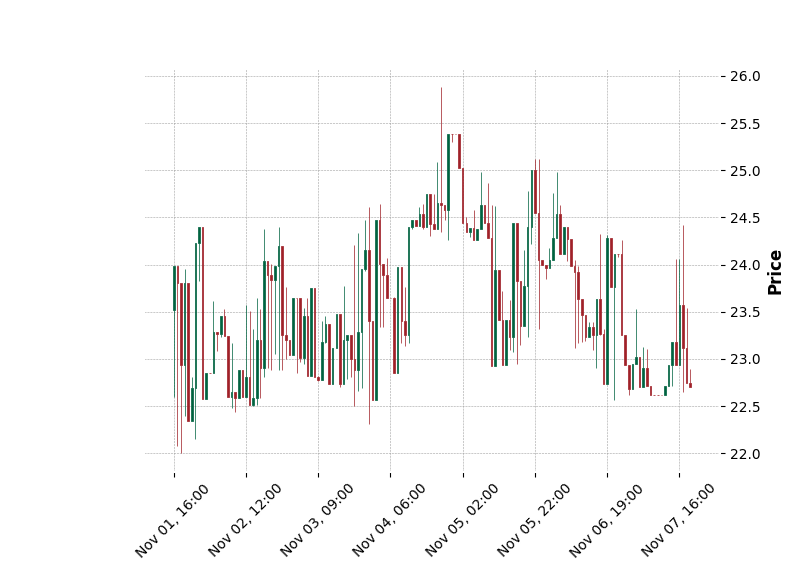 26.0
25.5
25.0
24.5
24.0
23.5
23.0
22.5
22.0
Price
Nov 01, 16:00
Nov 02, 12:00
Nov 03, 09:00
Nov 04, 06:00
Nov 05, 02:00
Nov 05, 22:00
Nov 06, 19:00
Nov 07, 16:00